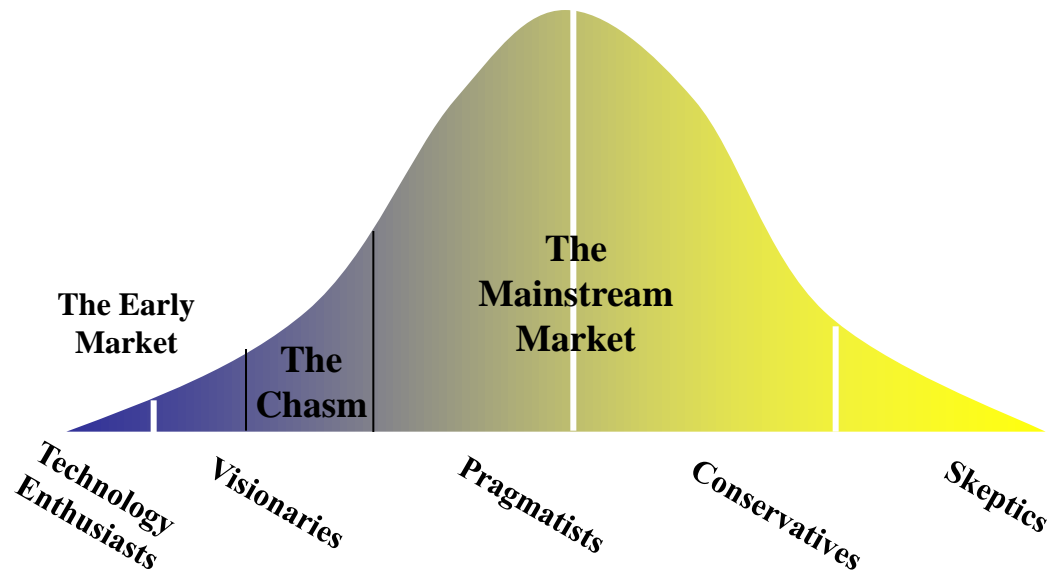 The Early
Market
The
Chasm
The
Mainstream
Market
Technology
Enthusiasts
Visionaries
Pragmatists
Conservatives
Skeptics